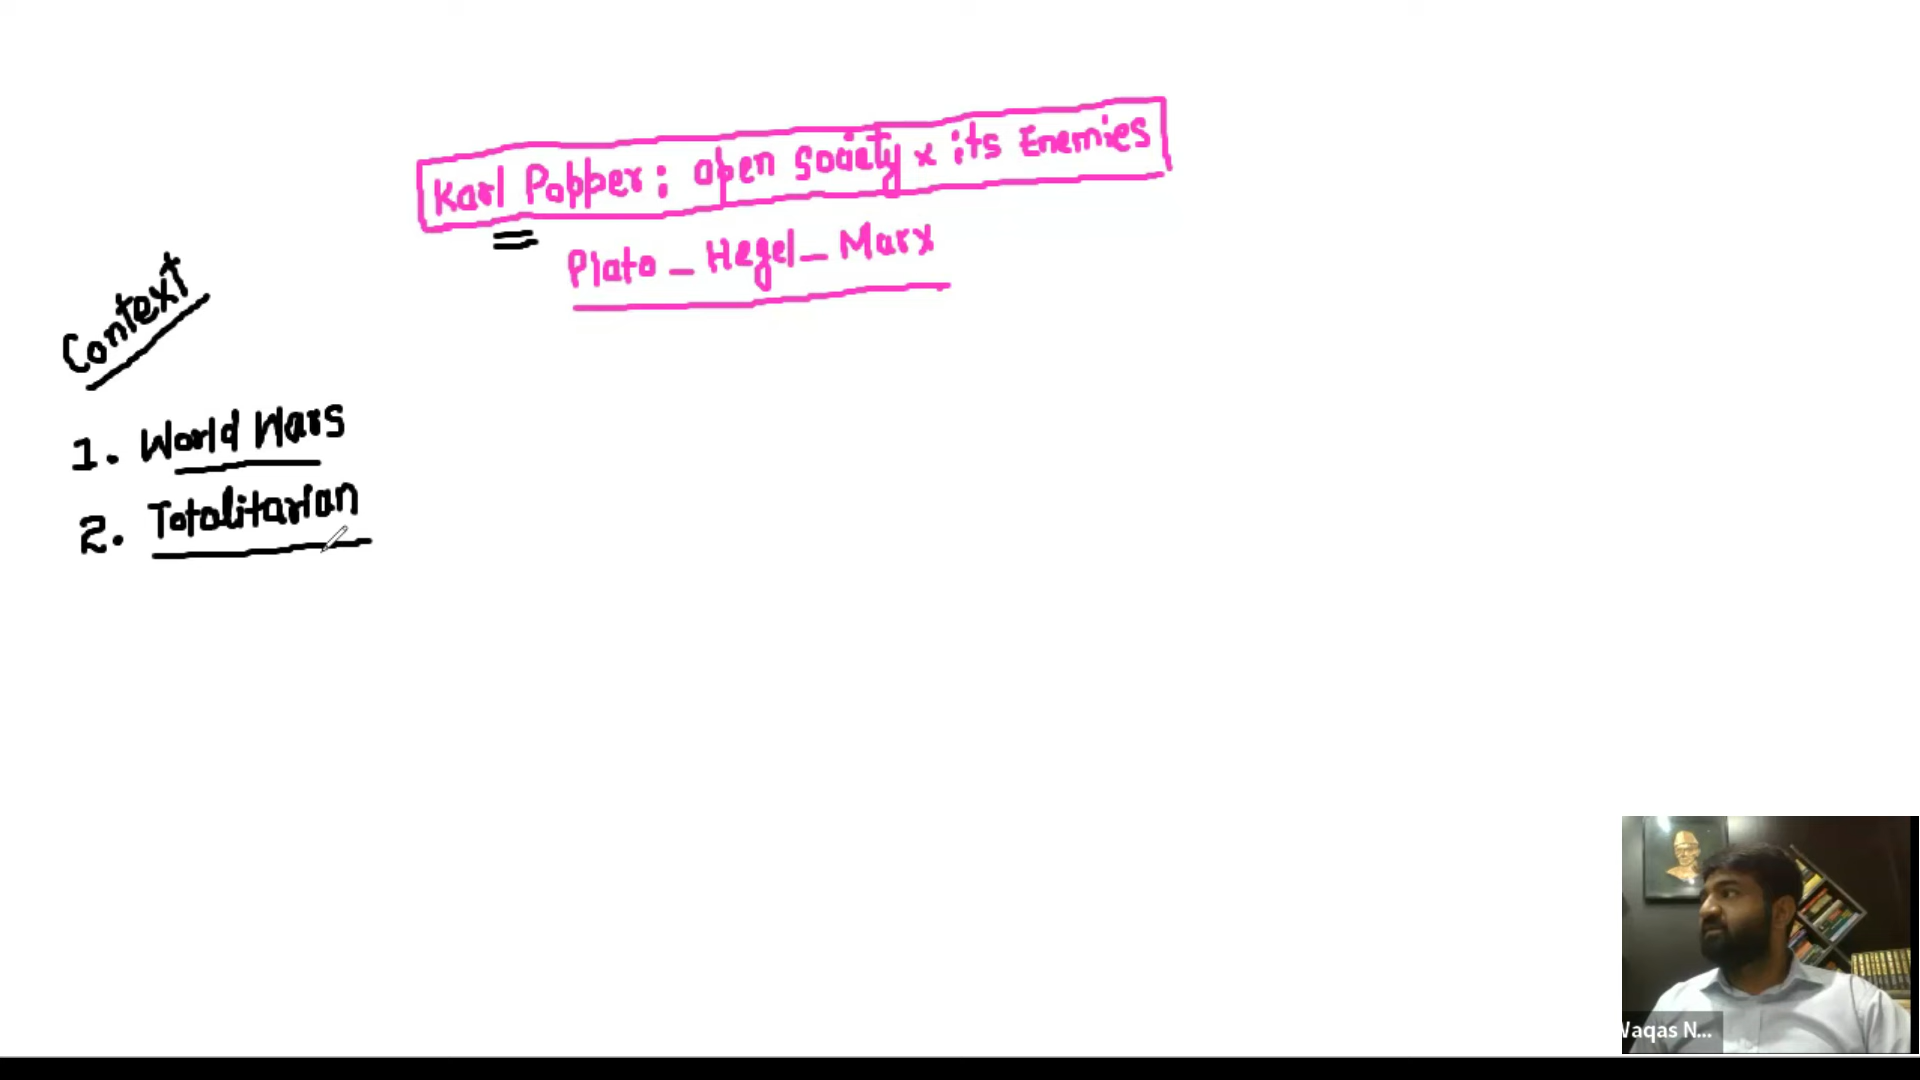 Karl Popper: open society x its Enemies
Plato - Hegel - Marx
Context
1. World Wars
2. Totalitarian
Waqas N...